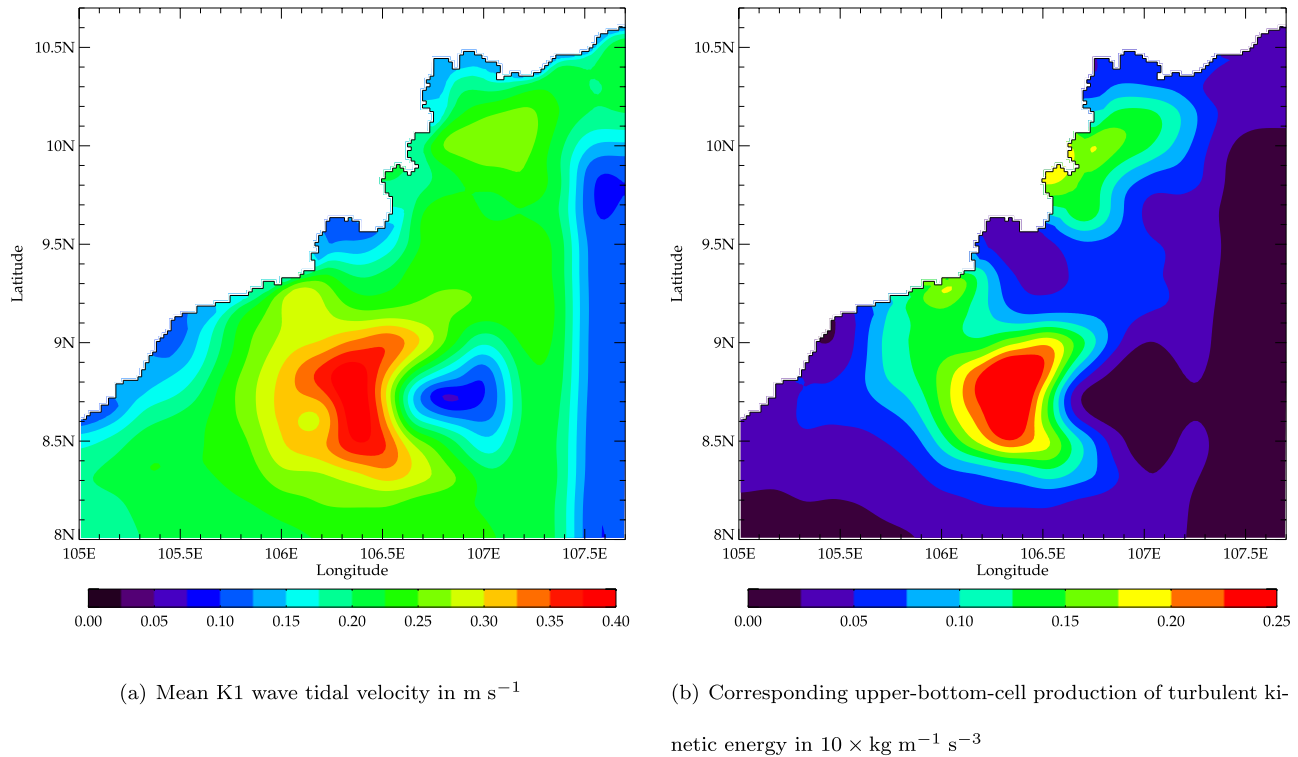 10.5N
10N
9.5N
9N
8.5N
8N
Latitude
105E 105.5E 106E 106.5E 107E 107.5E
Longitude
0.00 0.05 0.10 0.15 0.20 0.25 0.30 0.35 0.40
(a) Mean K1 wave tidal velocity in m s⁻¹
10.5N
10N
9.5N
9N
8.5N
8N
Latitude
105E 105.5E 106E 106.5E 107E 107.5E
Longitude
0.00 0.05 0.10 0.15 0.20 0.25
(b) Corresponding upper-bottom-cell production of turbulent ki-
netic energy in 10 × kg m⁻¹ s⁻³